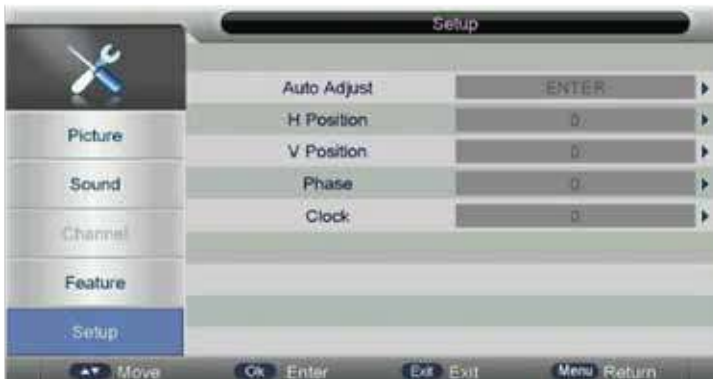 Setup
Auto Adjust ENTER
H Position 0
V Position 0
Phase 0
Clock 0
Picture
Sound
Channel
Feature
Setup
Move Ok Enter Exit Exit Menu Return